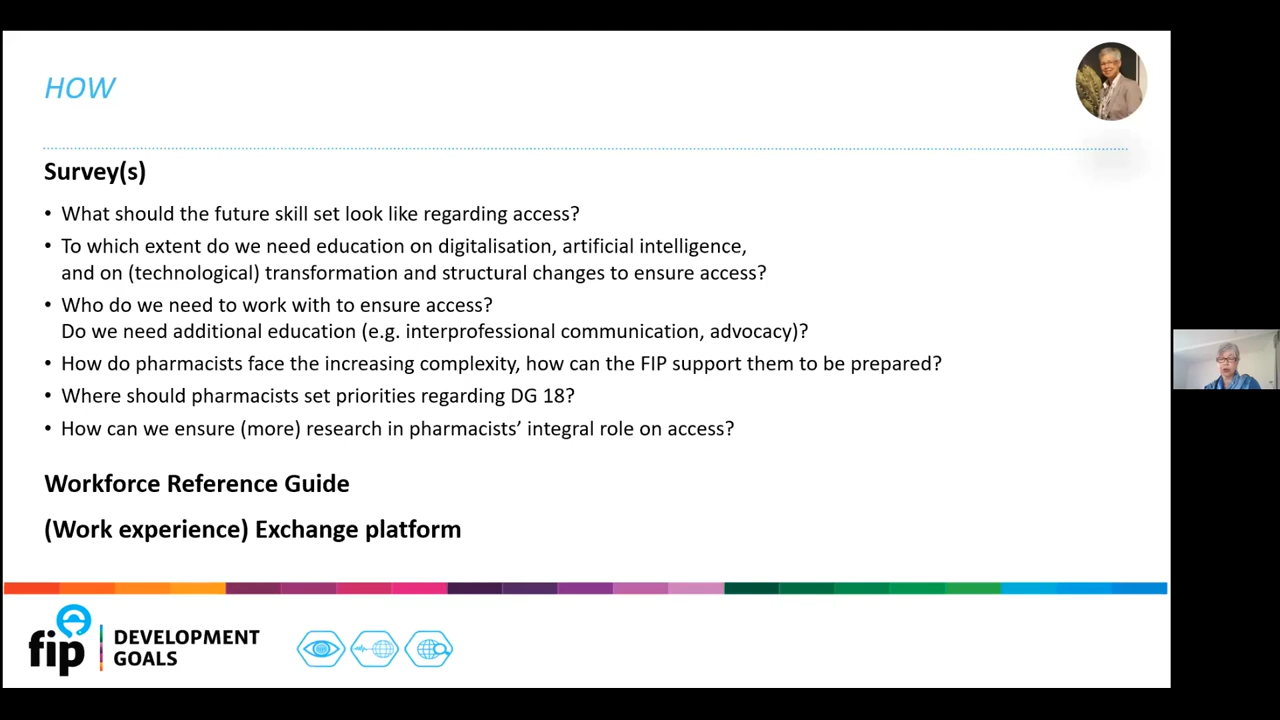 HOW
Survey(s)
• What should the future skill set look like regarding access?
• To which extent do we need education on digitalisation, artificial intelligence,
and on (technological) transformation and structural changes to ensure access?
• Who do we need to work with to ensure access?
Do we need additional education (e.g. interprofessional communication, advocacy)?
• How do pharmacists face the increasing complexity, how can the FIP support them to be prepared?
• Where should pharmacists set priorities regarding DG 18?
• How can we ensure (more) research in pharmacists’ integral role on access?
Workforce Reference Guide
(Work experience) Exchange platform
fip
DEVELOPMENT
GOALS